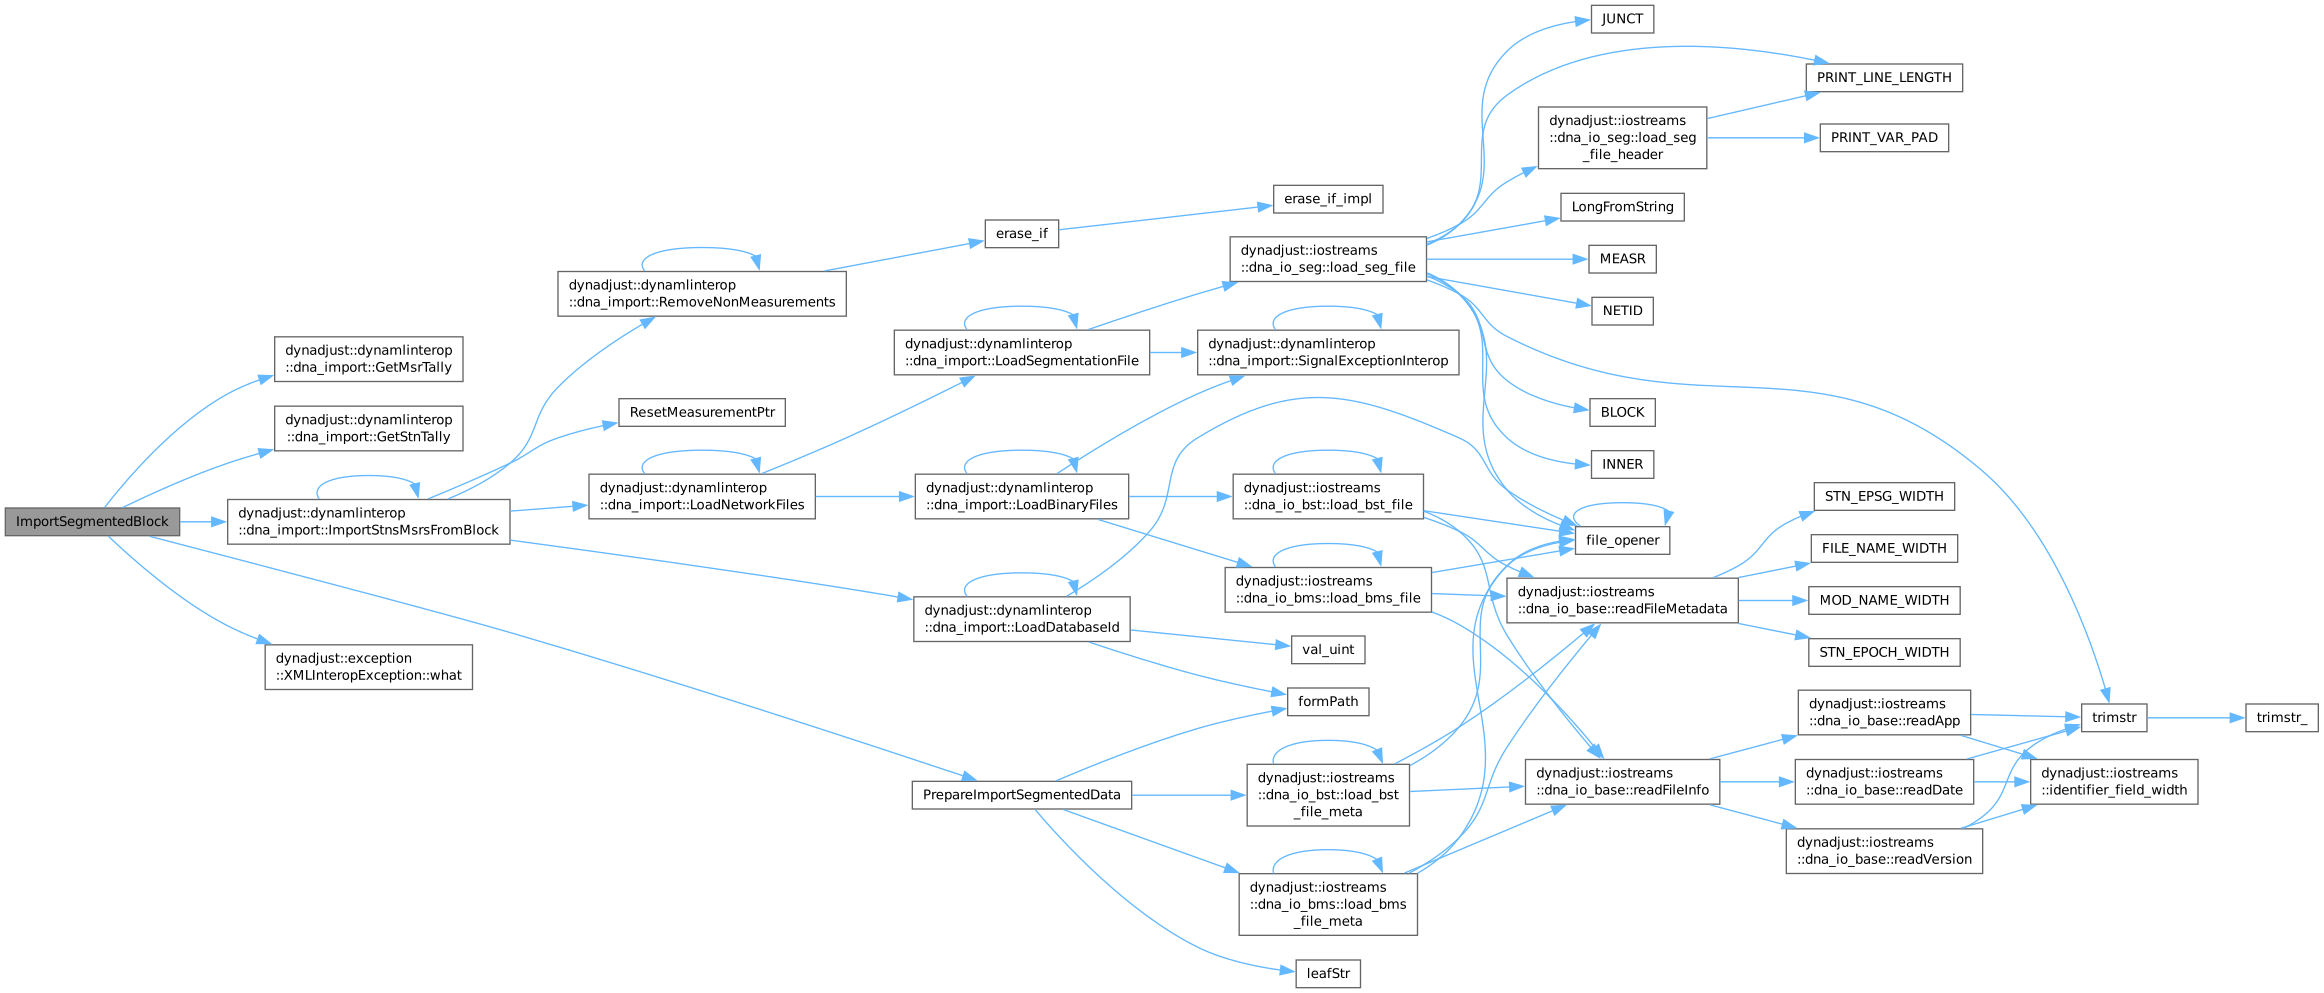 ImportSegmentedBlock
dynadjust::dynamlinterop
::dna_import::GetMsrTally
dynadjust::dynamlinterop
::dna_import::GetStnTally
dynadjust::dynamlinterop
::dna_import::ImportStnsMsrsFromBlock
dynadjust::exception
::XMLInteropException::what
dynadjust::dynamlinterop
::dna_import::RemoveNonMeasurements
ResetMeasurementPtr
dynadjust::dynamlinterop
::dna_import::LoadNetworkFiles
erase_if
dynadjust::dynamlinterop
::dna_import::LoadSegmentationFile
dynadjust::dynamlinterop
::dna_import::LoadBinaryFiles
dynadjust::dynamlinterop
::dna_import::LoadDatabaseId
PrepareImportSegmentedData
erase_if_impl
dynadjust::iostreams
::dna_io_seg::load_seg_file
dynadjust::dynamlinterop
::dna_import::SignalExceptionInterop
dynadjust::iostreams
::dna_io_bst::load_bst_file
dynadjust::iostreams
::dna_io_bms::load_bms_file
val_uint
formPath
dynadjust::iostreams
::dna_io_bst::load_bst
_file_meta
dynadjust::iostreams
::dna_io_bms::load_bms
_file_meta
leafStr
JUNCT
dynadjust::iostreams
::dna_io_seg::load_seg
_file_header
LongFromString
MEASR
NETID
BLOCK
INNER
file_opener
dynadjust::iostreams
::dna_io_base::readFileMetadata
dynadjust::iostreams
::dna_io_base::readFileInfo
PRINT_LINE_LENGTH
PRINT_VAR_PAD
STN_EPSG_WIDTH
FILE_NAME_WIDTH
MOD_NAME_WIDTH
STN_EPOCH_WIDTH
dynadjust::iostreams
::dna_io_base::readApp
dynadjust::iostreams
::dna_io_base::readDate
dynadjust::iostreams
::dna_io_base::readVersion
trimstr
dynadjust::iostreams
::identifier_field_width
trimstr_